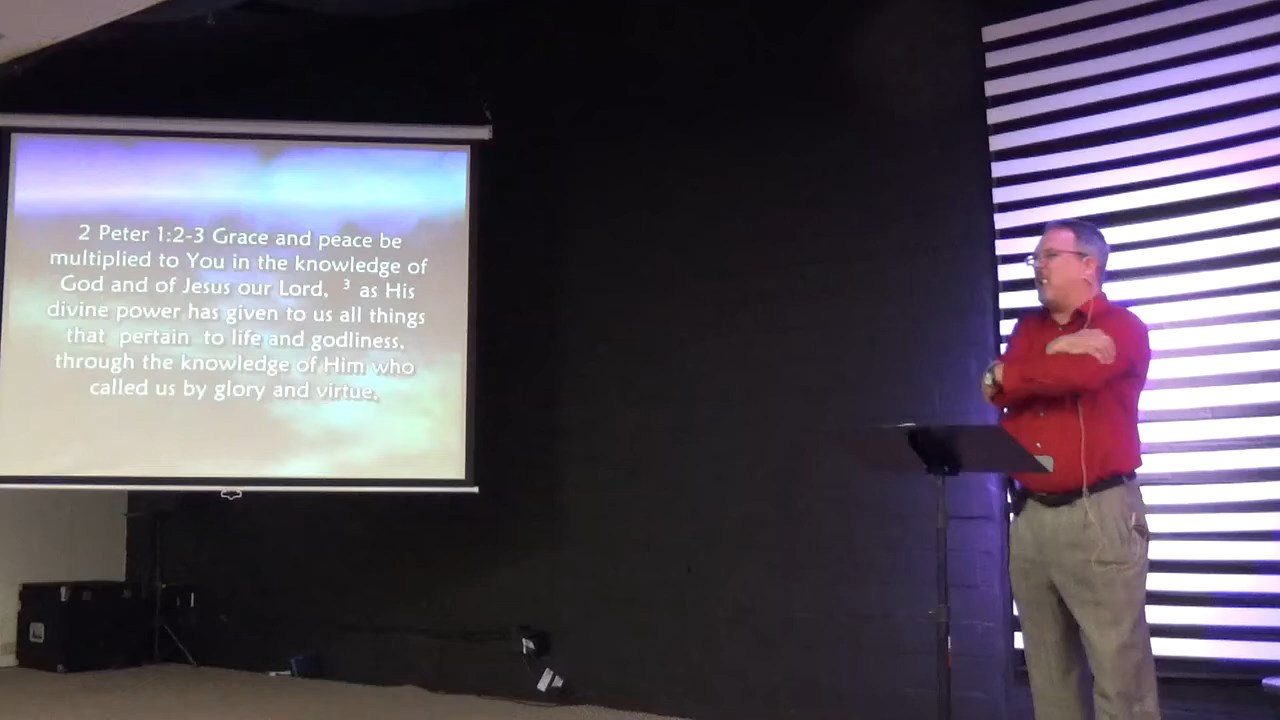 2 Peter 1:2-3 Grace and peace be
multiplied to You in the knowledge of
God and of Jesus our Lord, ³ as His
divine power has given to us all things
that pertain to life and godliness,
through the knowledge of Him who
called us by glory and virtue,